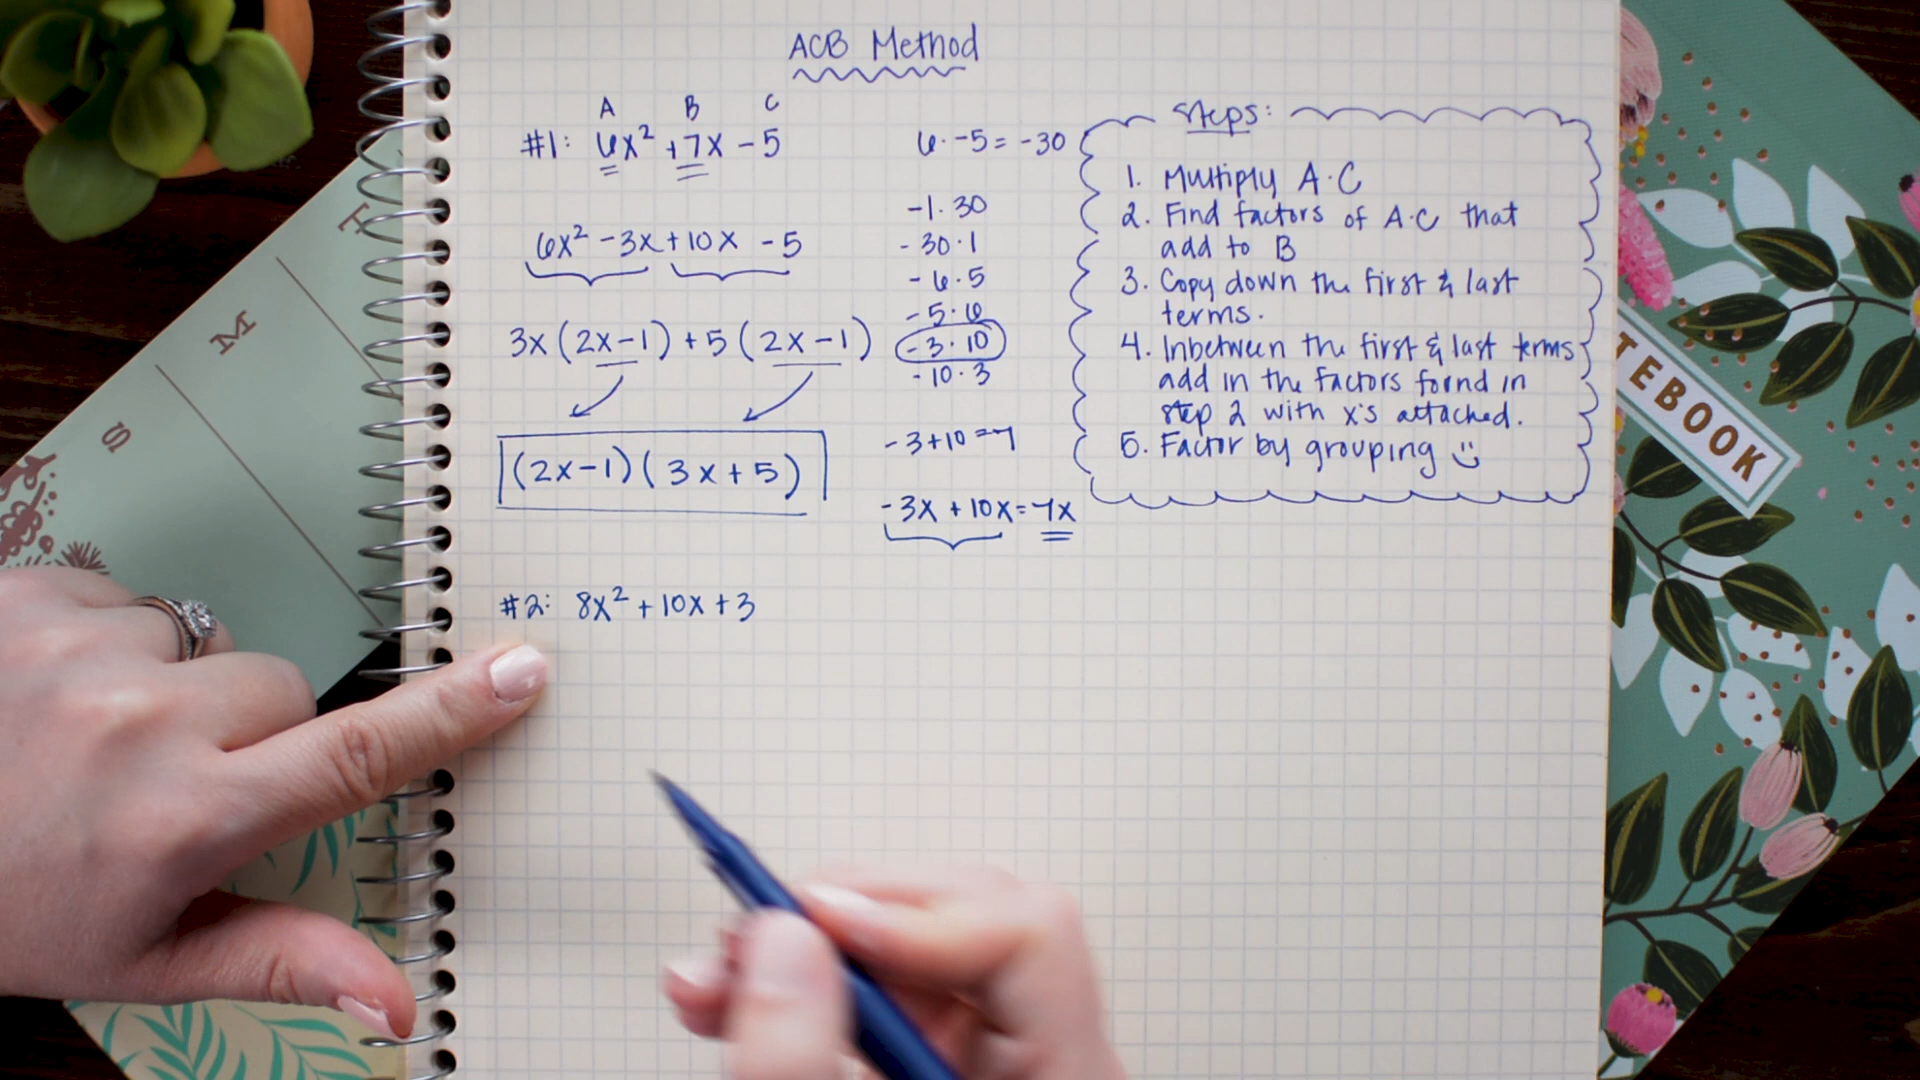 ACB Method
A B C
#1: 6x² + 7x - 5
6 · -5 = -30
-1 · 30
-30 · 1
-6 · 5
-5 · 6
-3 · 10
-10 · 3
6x² - 3x + 10x - 5
3x (2x - 1) + 5 (2x - 1)
(2x - 1) (3x + 5)
-3 + 10 = 7
-3x + 10x = 7x
Steps:
1. Multiply A · C
2. Find factors of A·C that
add to B
3. Copy down the first & last
terms.
4. Inbetween the first & last terms
add in the factors fornd in
step 2 with x's attached.
5. Factor by grouping
#2: 8x² + 10x + 3
S
M
T
TEBOOK